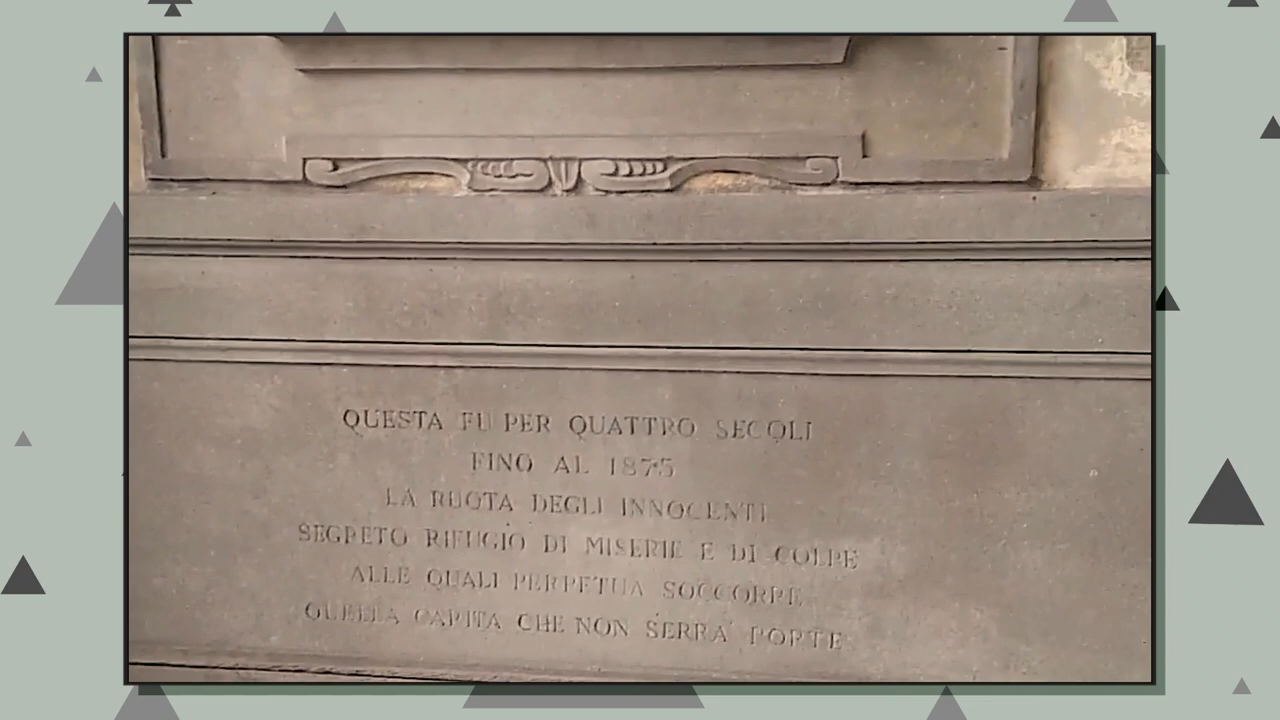 QUESTA FU PER QUATTRO SECOLI
FINO AL 1875
LA RUOTA DEGLI INNOCENTI
SEGRETO RIFUGIO DI MISERIE E DI COLPE
ALLE QUALI PERPETUA SOCCORRE
QUELLA CARITA CHE NON SERRA PORTE